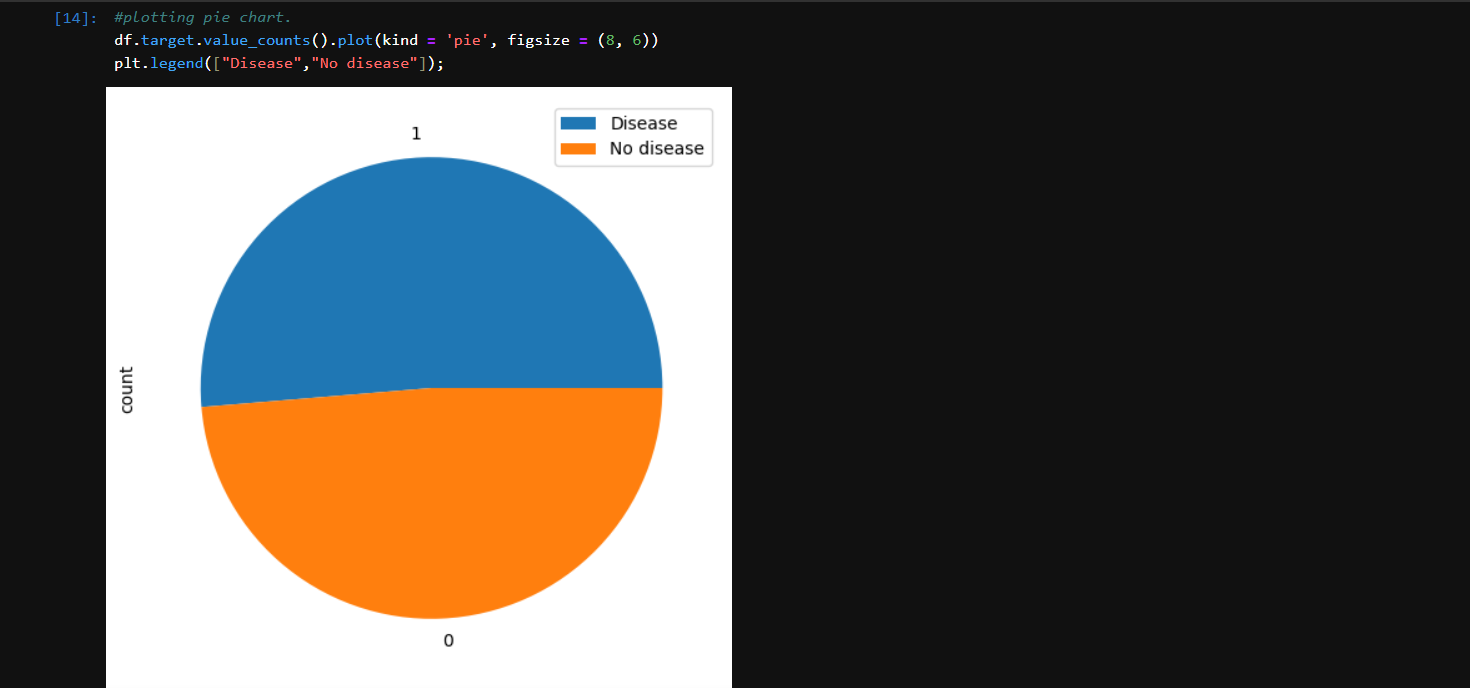 [14]: #plotting pie chart.
df.target.value_counts().plot(kind = 'pie', figsize = (8, 6))
plt.legend(["Disease","No disease"]);
1
Disease
No disease
count
0